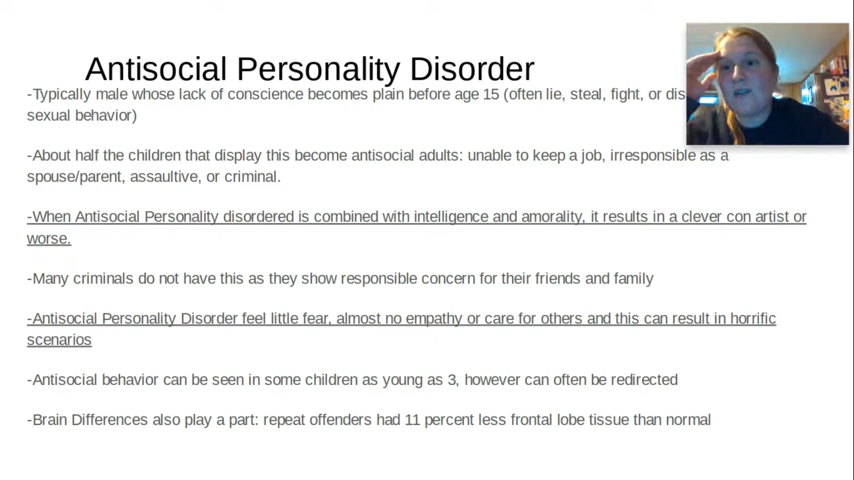 Antisocial Personality Disorder
-Typically male whose lack of conscience becomes plain before age 15 (often lie, steal, fight, or
sexual behavior)
-About half the children that display this become antisocial adults: unable to keep a job, irresponsible as a
spouse/parent, assaultive, or criminal.
-When Antisocial Personality disordered is combined with intelligence and amorality, it results in a clever con artist or
worse.
-Many criminals do not have this as they show responsible concern for their friends and family
-Antisocial Personality Disorder feel little fear, almost no empathy or care for others and this can result in horrific
scenarios
-Antisocial behavior can be seen in some children as young as 3, however can often be redirected
-Brain Differences also play a part: repeat offenders had 11 percent less frontal lobe tissue than normal